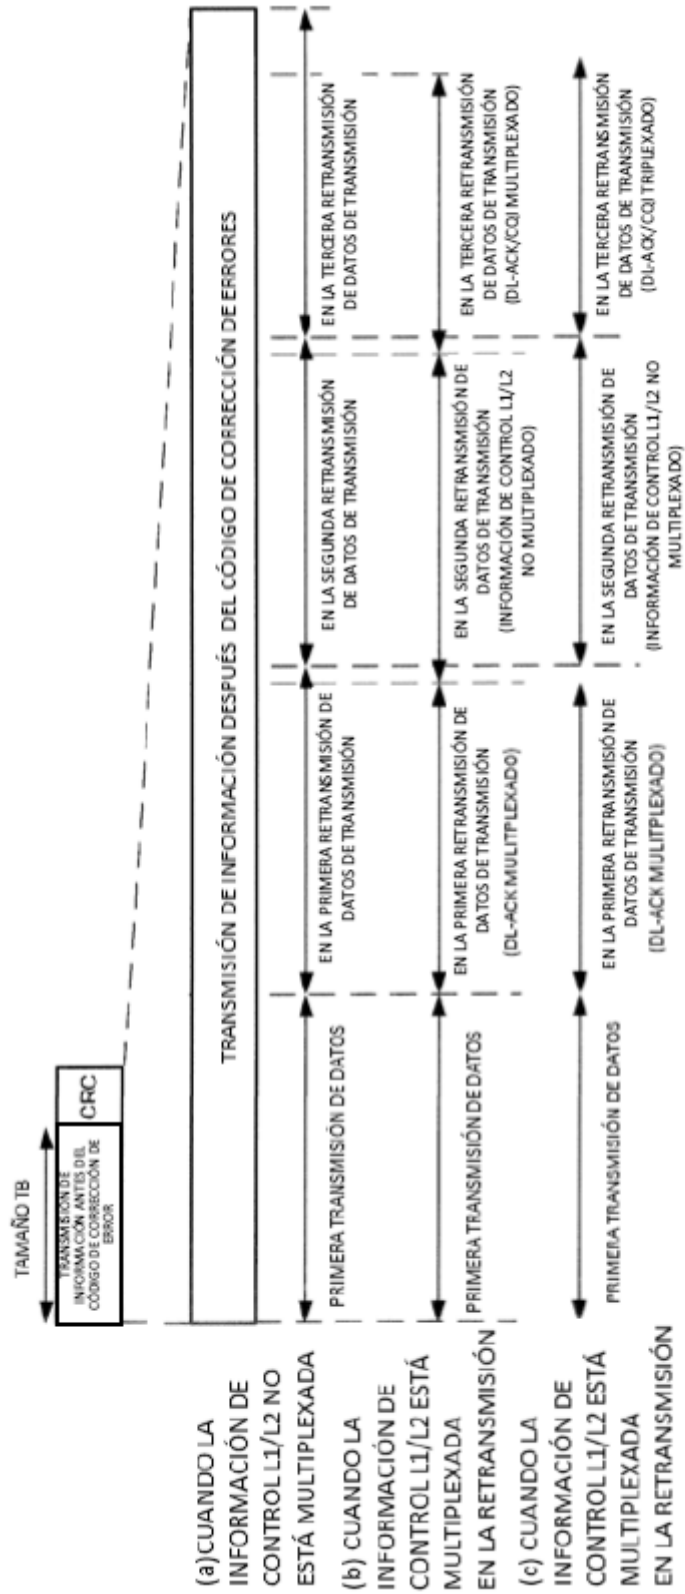 TAMAÑO TB
TRANSMISIÓN DE
INFORMACIÓN ANTES DEL
CÓDIGO DE CORRECCIÓN DE
ERROR
CRC
TRANSMISIÓN DE INFORMACIÓN DESPUÉS DEL CÓDIGO DE CORRECCIÓN DE ERRORES
(a)CUANDO LA
INFORMACIÓN DE
CONTROL L1/L2 NO
ESTÁ MULTIPLEXADA
PRIMERA TRANSMISIÓN DE DATOS
EN LA PRIMERA RETRANSMISIÓN DE
DATOS DE TRANSMISIÓN
EN LA SEGUNDA RETRANSMISIÓN
DE DATOS DE TRANSMISIÓN
EN LA TERCERA RETRANSMISIÓN
DE DATOS DE TRANSMISIÓN
(b) CUANDO LA
INFORMACIÓN DE
CONTROL L1/L2 ESTÁ
MULTIPLEXADA
EN LA RETRANSMISIÓN
PRIMERA TRANSMISIÓN DE DATOS
EN LA PRIMERA RETRANSMISIÓN DE
DATOS DE TRANSMISIÓN
(DL-ACK MULITPLEXADO)
EN LA SEGUNDA RETRANSMISIÓN DE
DATOS DE TRANSMISIÓN
(INFORMACIÓN DE CONTROL L1/L2
NO MULTIPLEXADO)
EN LA TERCERA RETRANSMISIÓN
DE DATOS DE TRANSMISIÓN
(DL-ACK/CQI MULTIPLEXADO)
(c) CUANDO LA
INFORMACIÓN DE
CONTROL L1/L2 ESTÁ
MULTIPLEXADA
EN LA RETRANSMISIÓN
PRIMERA TRANSMISIÓN DE DATOS
EN LA PRIMERA RETRANSMISIÓN DE
DATOS DE TRANSMISIÓN
(DL-ACK MULITPLEXADO)
EN LA SEGUNDA RETRANSMISIÓN DE
DATOS DE TRANSMISIÓN
(INFORMACIÓN DE CONTROL L1/L2 NO
MULTIPLEXADO)
EN LA TERCERA RETRANSMISIÓN
DE DATOS DE TRANSMISIÓN
(DL-ACK/CQI TRIPLEXADO)